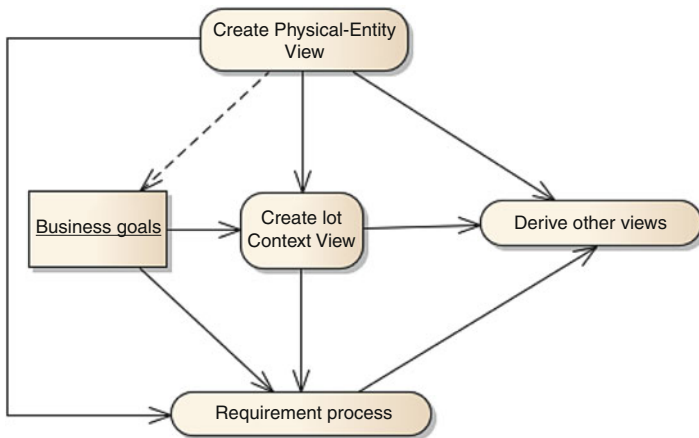 Create Physical-Entity
View
Business goals
Create Iot
Context View
Derive other views
Requirement process